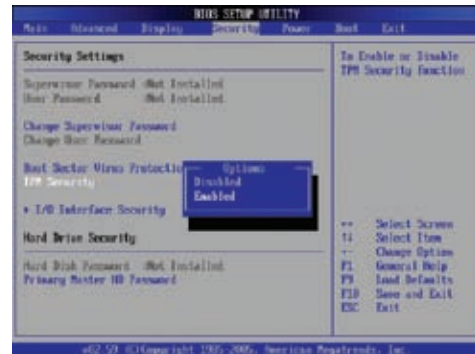 BIOS SETUP UTILITY
Main Advanced Display Security Power Boot Exit
Security Settings
Supervisor Password :Not Installed
User Password :Not Installed
Change Supervisor Password
Change User Password
Boot Sector Virus Protection
TPM Security
▸ I/O Interface Security
Hard Drive Security
Hard Disk Password :Not Installed
Primary Master HD Password
Options
Disabled
Enabled
To Enable or Disable
TPM Security function
↔ Select Screen
↑↓ Select Item
Change Option
F1 General Help
F9 Load Defaults
F10 Save and Exit
ESC Exit
v02.59 (C)Copyright 1985-2005, American Megatrends, Inc.